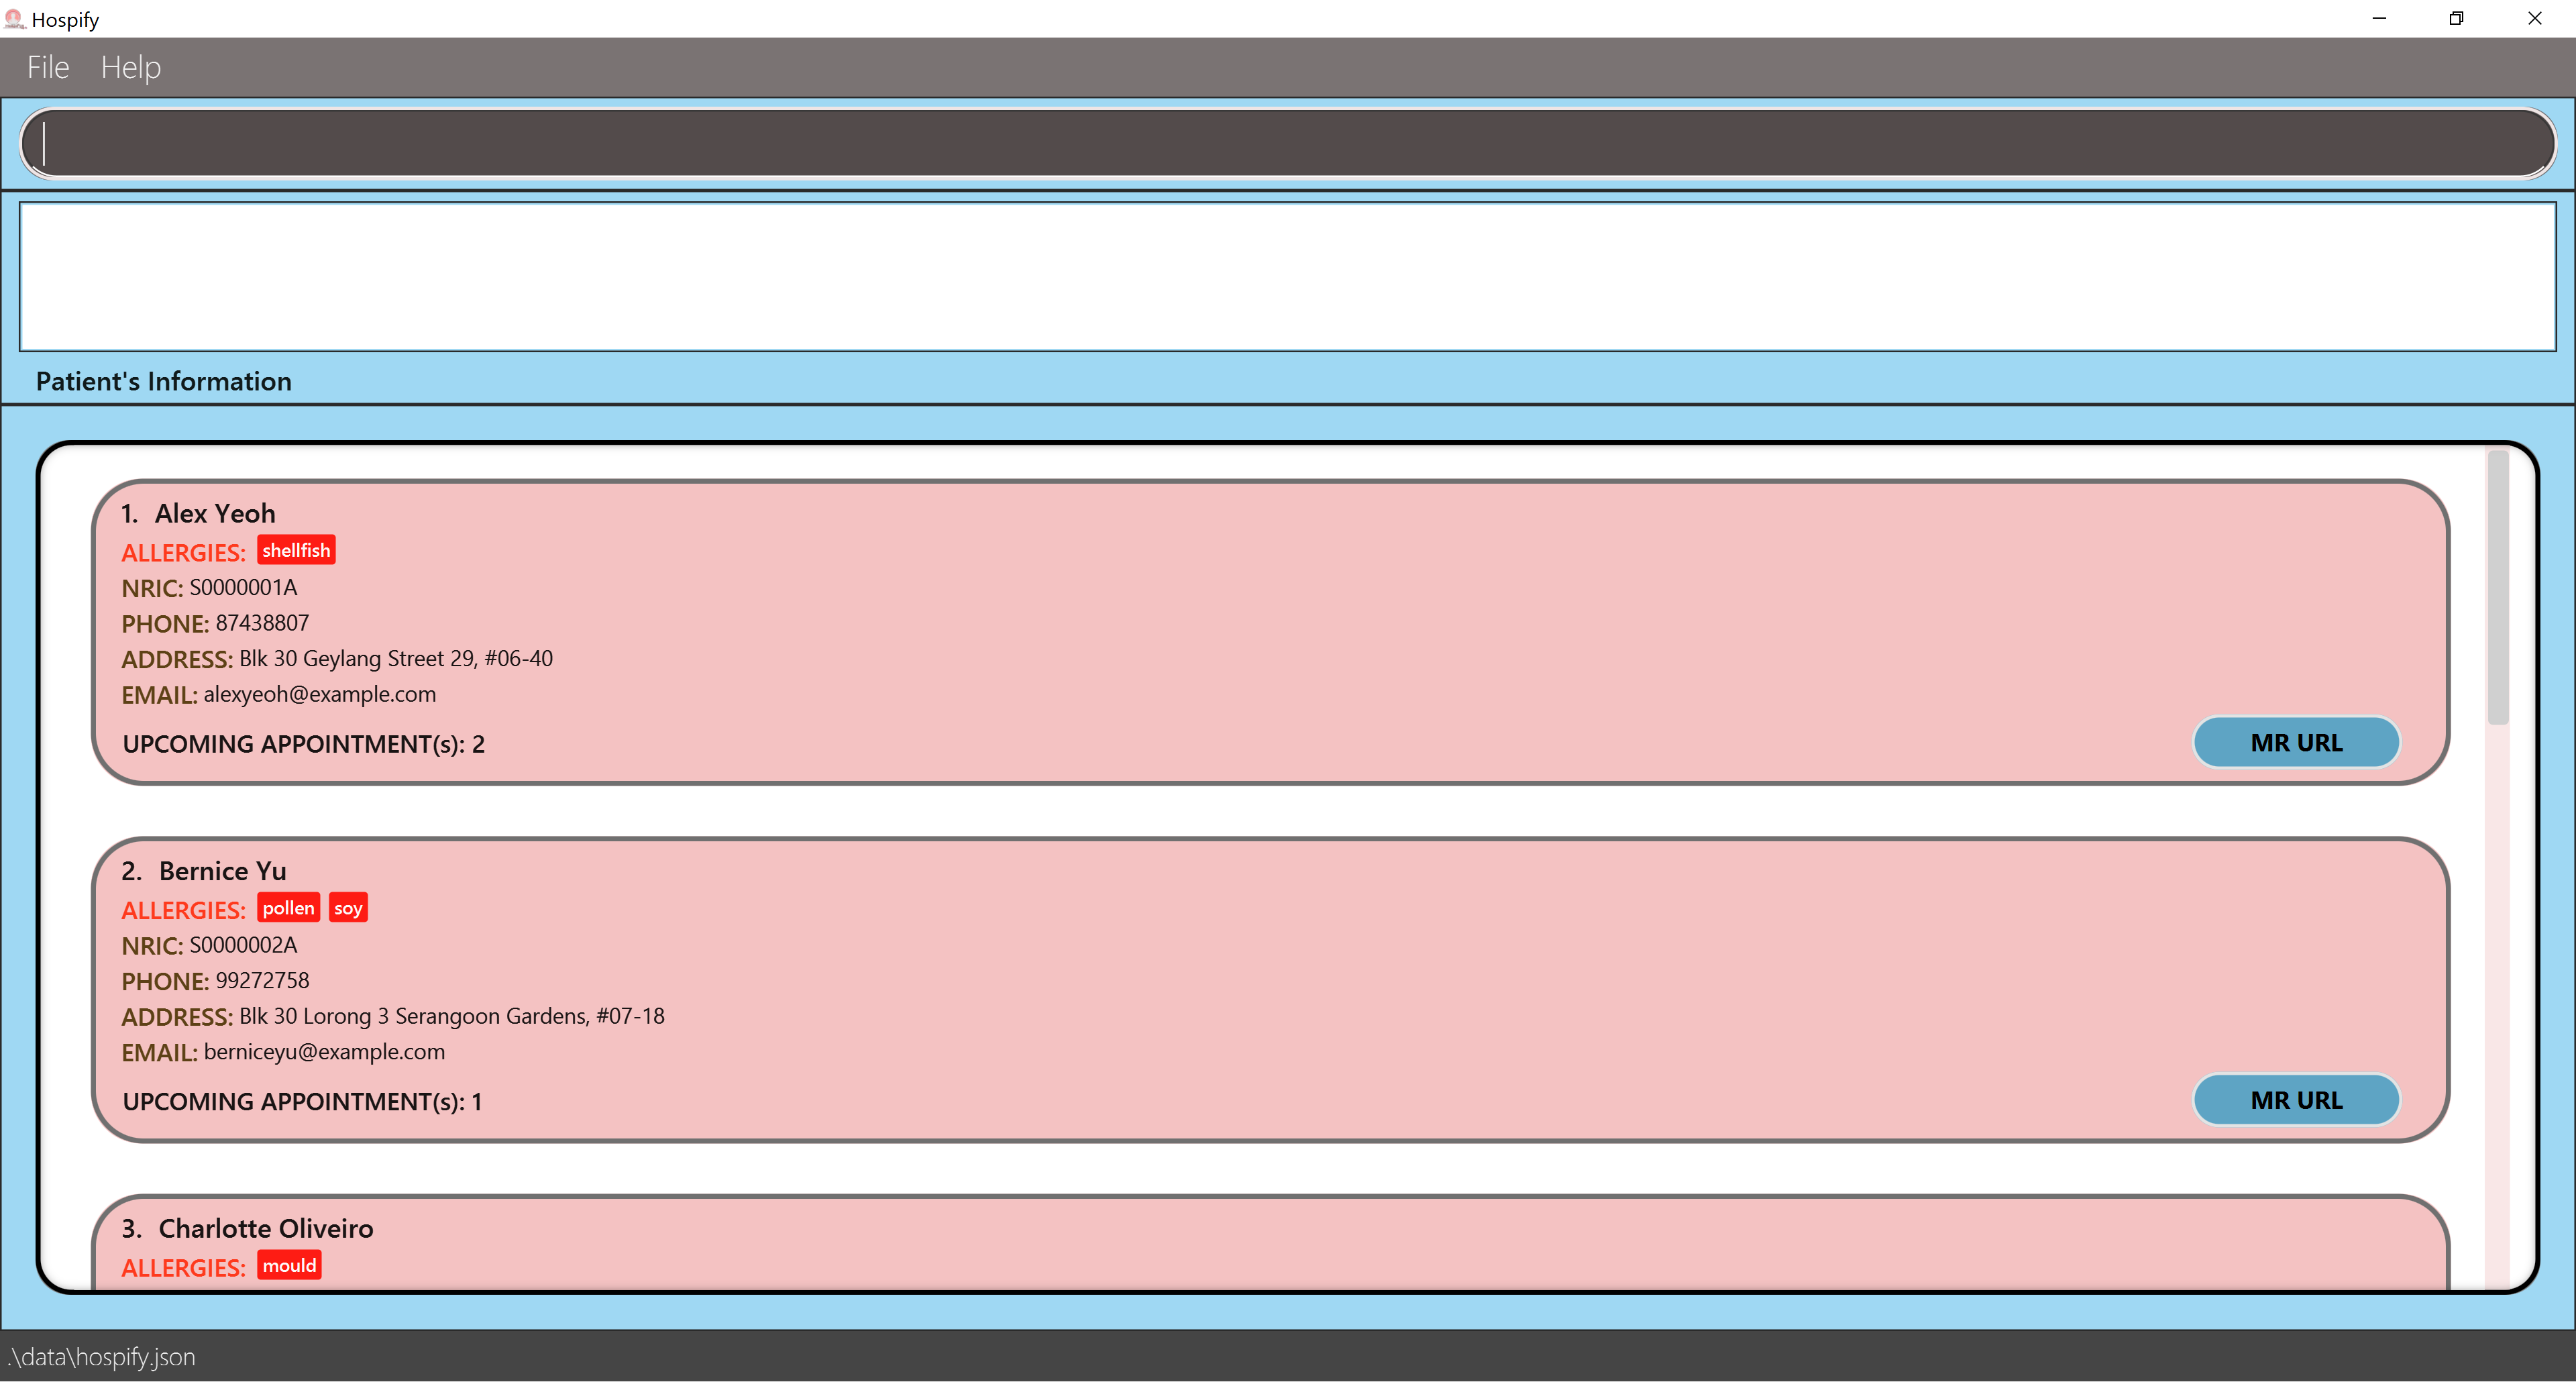 Hospify
File Help
Patient's Information
1. Alex Yeoh
ALLERGIES: shellfish
NRIC: S0000001A
PHONE: 87438807
ADDRESS: Blk 30 Geylang Street 29, #06-40
EMAIL: alexyeoh@example.com
UPCOMING APPOINTMENT(s): 2
MR URL
2. Bernice Yu
ALLERGIES: pollen soy
NRIC: S0000002A
PHONE: 99272758
ADDRESS: Blk 30 Lorong 3 Serangoon Gardens, #07-18
EMAIL: berniceyu@example.com
UPCOMING APPOINTMENT(s): 1
MR URL
3. Charlotte Oliveiro
ALLERGIES: mould
.\data\hospify.json